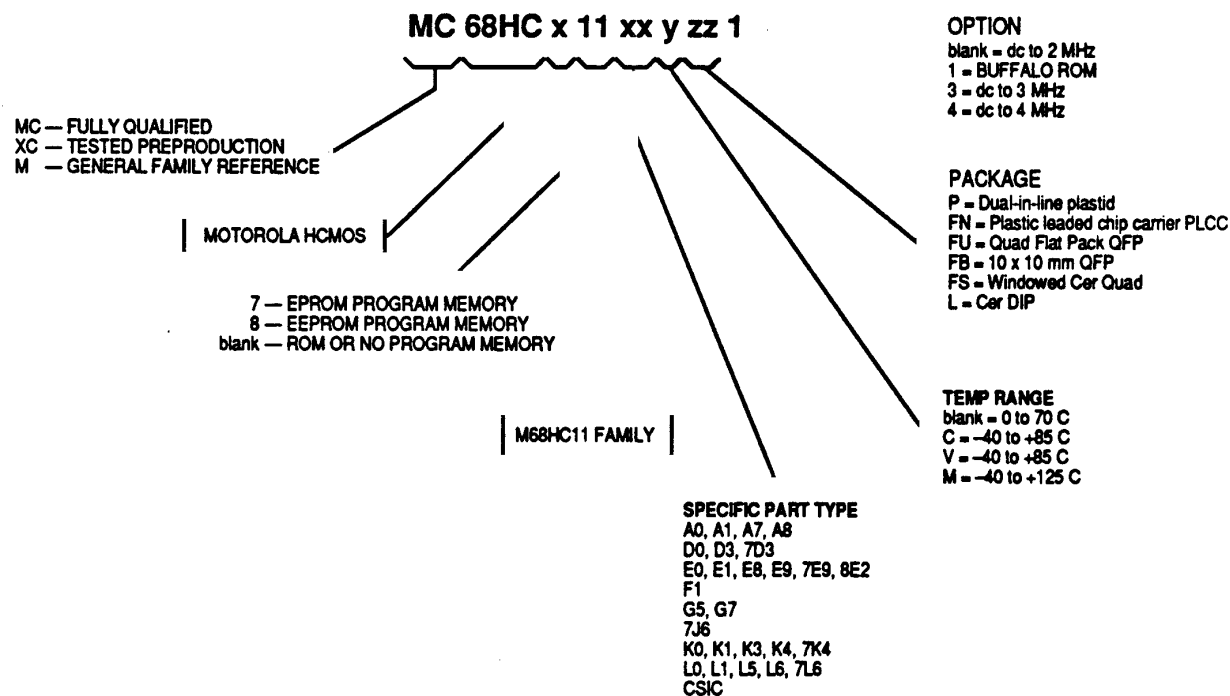 MC 68HC x 11 xx y zz 1
OPTION
blank = dc to 2 MHz
1 = BUFFALO ROM
3 = dc to 3 MHz
4 = dc to 4 MHz
MC — FULLY QUALIFIED
XC — TESTED PREPRODUCTION
M — GENERAL FAMILY REFERENCE
PACKAGE
P = Dual-in-line plastid
FN = Plastic leaded chip carrier PLCC
FU = Quad Flat Pack QFP
FB = 10 x 10 mm QFP
FS = Windowed Cer Quad
L = Cer DIP
MOTOROLA HCMOS
7 — EPROM PROGRAM MEMORY
8 — EEPROM PROGRAM MEMORY
blank — ROM OR NO PROGRAM MEMORY
TEMP RANGE
blank = 0 to 70 C
C = –40 to +85 C
V = –40 to +85 C
M = –40 to +125 C
M68HC11 FAMILY
SPECIFIC PART TYPE
A0, A1, A7, A8
D0, D3, 7D3
E0, E1, E8, E9, 7E9, 8E2
F1
G5, G7
7J6
K0, K1, K3, K4, 7K4
L0, L1, L5, L6, 7L6
CSIC